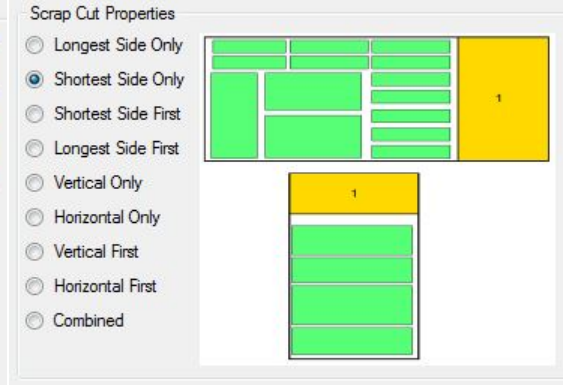 Scrap Cut Properties
Longest Side Only
Shortest Side Only
Shortest Side First
Longest Side First
Vertical Only
Horizontal Only
Vertical First
Horizontal First
Combined
1
1